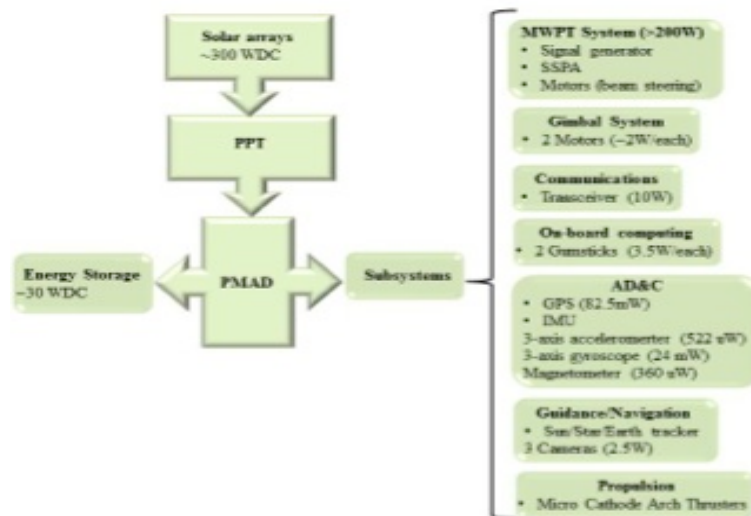 Solar arrays
~300 WDC
PPT
PMAD
Energy Storage
~30 WDC
Subsystems
MWPT System (>200W)
• Signal generator
• SSPA
• Motors (beam steering)
Gimbal System
• 2 Motors (~2W/each)
Communications
• Transceiver (10W)
On-board computing
• 2 Gumsticks (3.5W/each)
AD&C
• GPS (82.5mW)
• IMU
3-axis acceleromerter (522 uW)
3-axis gyroscope (24 mW)
Magnetometer (360 uW)
Guidance/Navigation
• Sun/Star/Earth tracker
3 Cameras (2.5W)
Propulsion
• Micro Cathode Arch Thrusters